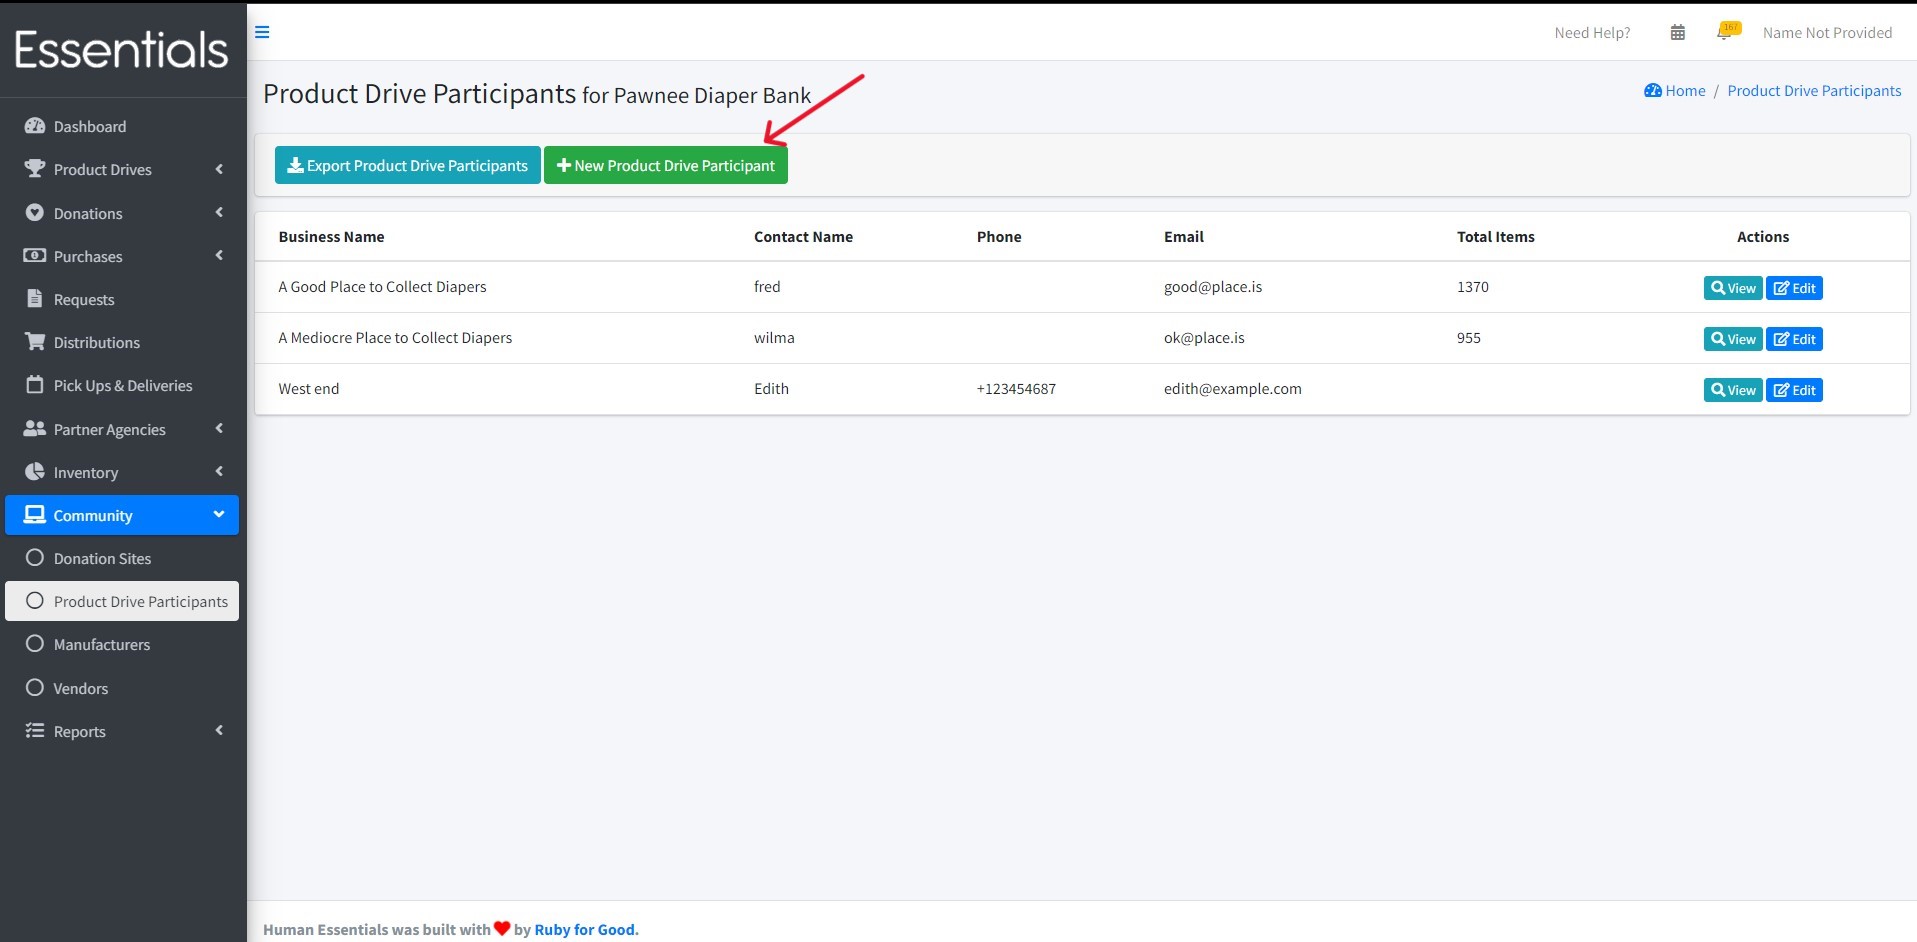 Essentials
Need Help?
167
Name Not Provided
Product Drive Participants for Pawnee Diaper Bank
Home / Product Drive Participants
Dashboard
Product Drives
Donations
Purchases
Requests
Distributions
Pick Ups & Deliveries
Partner Agencies
Inventory
Community
Donation Sites
Product Drive Participants
Manufacturers
Vendors
Reports
Export Product Drive Participants
New Product Drive Participant
Business Name Contact Name Phone Email Total Items Actions
A Good Place to Collect Diapers fred good@place.is 1370 View Edit
A Mediocre Place to Collect Diapers wilma ok@place.is 955 View Edit
West end Edith +123454687 edith@example.com View Edit
Human Essentials was built with ❤ by Ruby for Good.